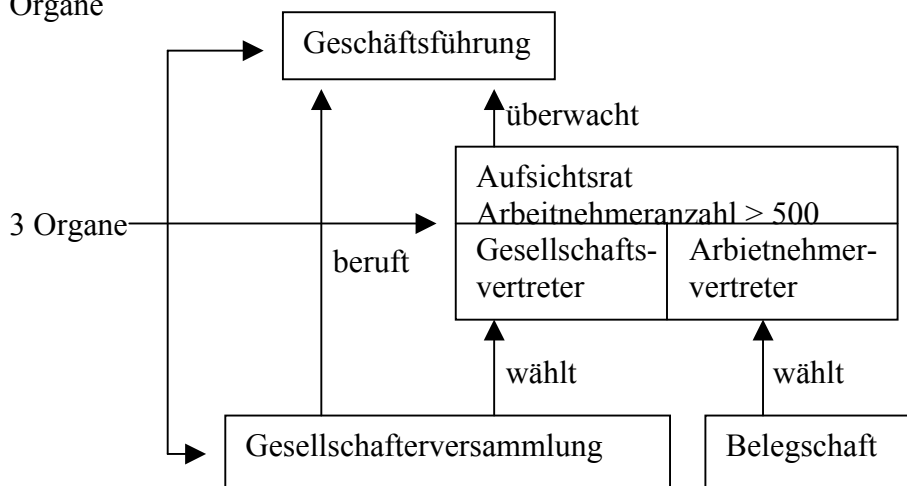 Organe
Geschäftsführung
überwacht
Aufsichtsrat
Arbeitnehmeranzahl > 500
3 Organe
beruft
Gesellschafts-
vertreter
Arbietnehmer-
vertreter
wählt
wählt
Gesellschafterversammlung
Belegschaft